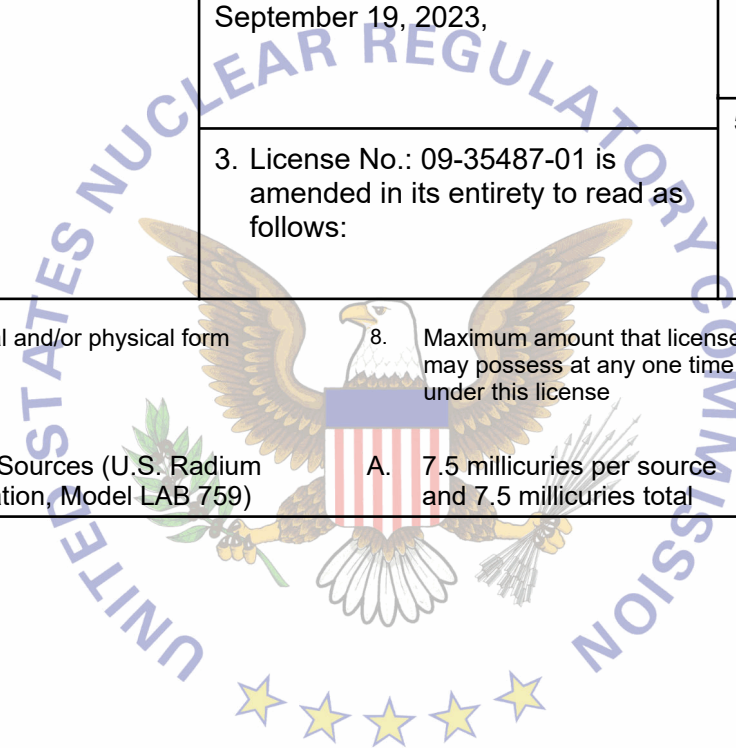 September 19, 2023,
3. License No.: 09-35487-01 is
amended in its entirety to read as
follows:
l and/or physical form
8. Maximum amount that license
may possess at any one time
under this license
Sources (U.S. Radium
tion, Model LAB 759)
A. 7.5 millicuries per source
and 7.5 millicuries total
UNITED STATES NUCLEAR REGULATORY COMMISSION